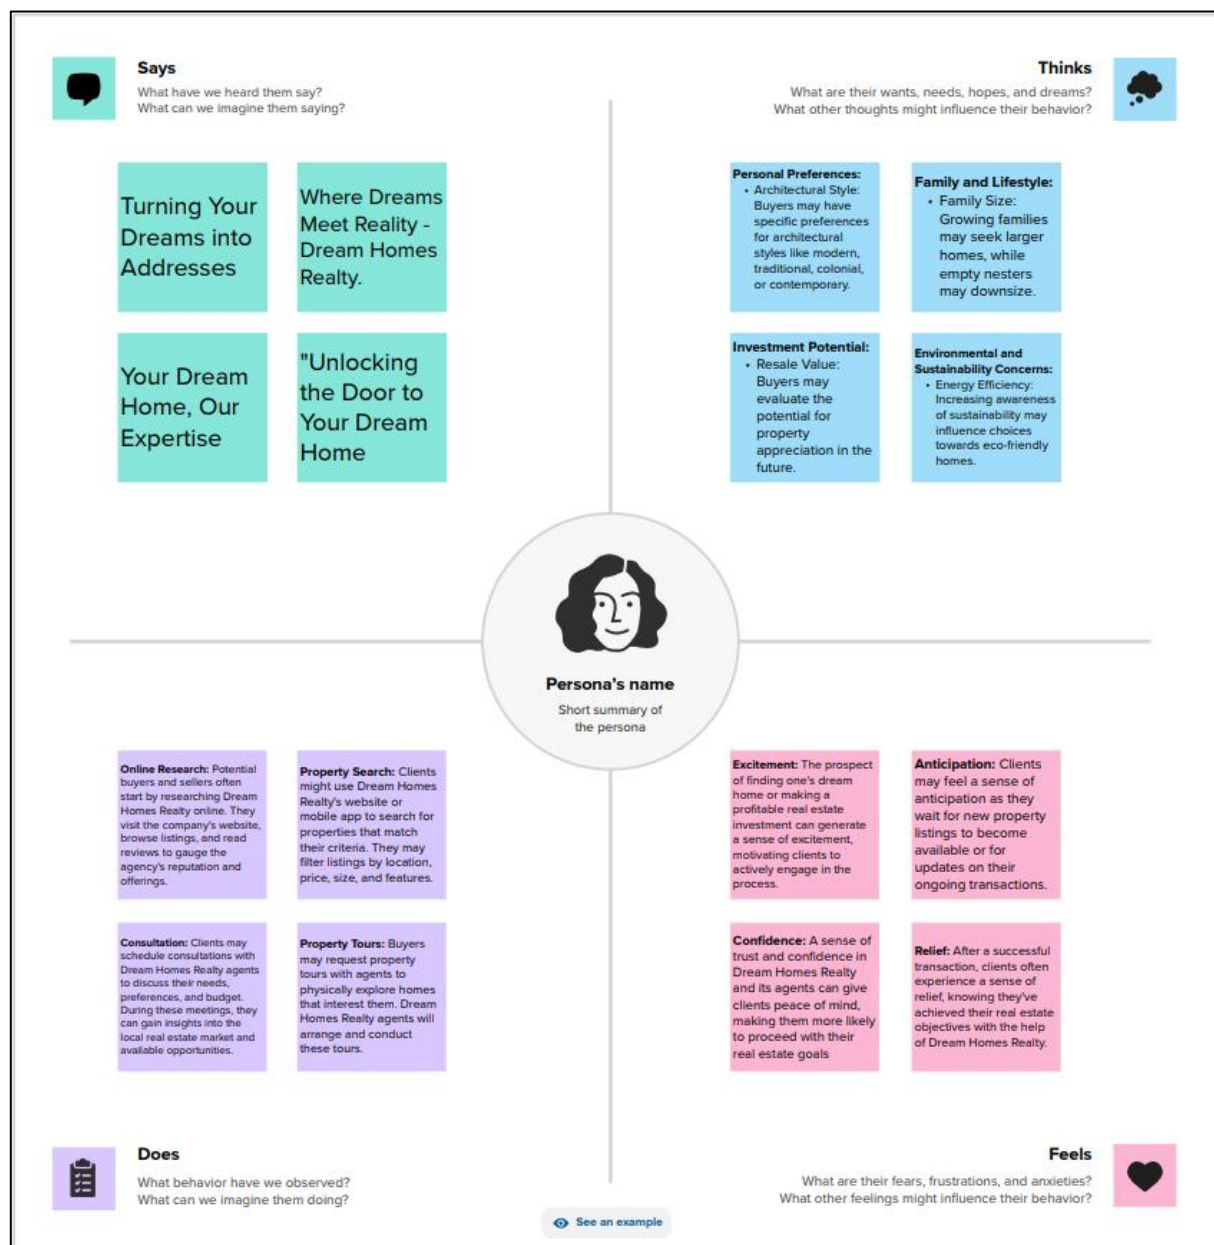 Says
What have we heard them say?
What can we imagine them saying?
Thinks
What are their wants, needs, hopes, and dreams?
What other thoughts might influence their behavior?
Turning Your
Dreams into
Addresses
Where Dreams
Meet Reality -
Dream Homes
Realty.
Your Dream
Home, Our
Expertise
"Unlocking
the Door to
Your Dream
Home
Personal Preferences:
• Architectural Style:
Buyers may have
specific preferences
for architectural
styles like modern,
traditional, colonial,
or contemporary.
Family and Lifestyle:
• Family Size:
Growing families
may seek larger
homes, while
empty nesters
may downsize.
Investment Potential:
• Resale Value:
Buyers may
evaluate the
potential for
property
appreciation in the
future.
Environmental and
Sustainability Concerns:
• Energy Efficiency:
Increasing awareness
of sustainability may
influence choices
towards eco-friendly
homes.
Persona's name
Short summary of
the persona
Online Research: Potential
buyers and sellers often
start by researching Dream
Homes Realty online. They
visit the company's website,
browse listings, and read
reviews to gauge the
agency's reputation and
offerings.
Property Search: Clients
might use Dream Homes
Realty's website or
mobile app to search for
properties that match
their criteria. They may
filter listings by location,
price, size, and features.
Consultation: Clients may
schedule consultations with
Dream Homes Realty agents
to discuss their needs,
preferences, and budget.
During these meetings, they
can gain insights into the
local real estate market and
available opportunities.
Property Tours: Buyers
may request property
tours with agents to
physically explore homes
that interest them. Dream
Homes Realty agents will
arrange and conduct
these tours.
Excitement: The prospect
of finding one's dream
home or making a
profitable real estate
investment can generate
a sense of excitement,
motivating clients to
actively engage in the
process.
Anticipation: Clients
may feel a sense of
anticipation as they
wait for new property
listings to become
available or for
updates on their
ongoing transactions.
Confidence: A sense of
trust and confidence in
Dream Homes Realty
and its agents can give
clients peace of mind,
making them more likely
to proceed with their
real estate goals
Relief: After a successful
transaction, clients often
experience a sense of
relief, knowing they've
achieved their real estate
objectives with the help
of Dream Homes Realty.
Does
What behavior have we observed?
What can we imagine them doing?
Feels
What are their fears, frustrations, and anxieties?
What other feelings might influence their behavior?
See an example